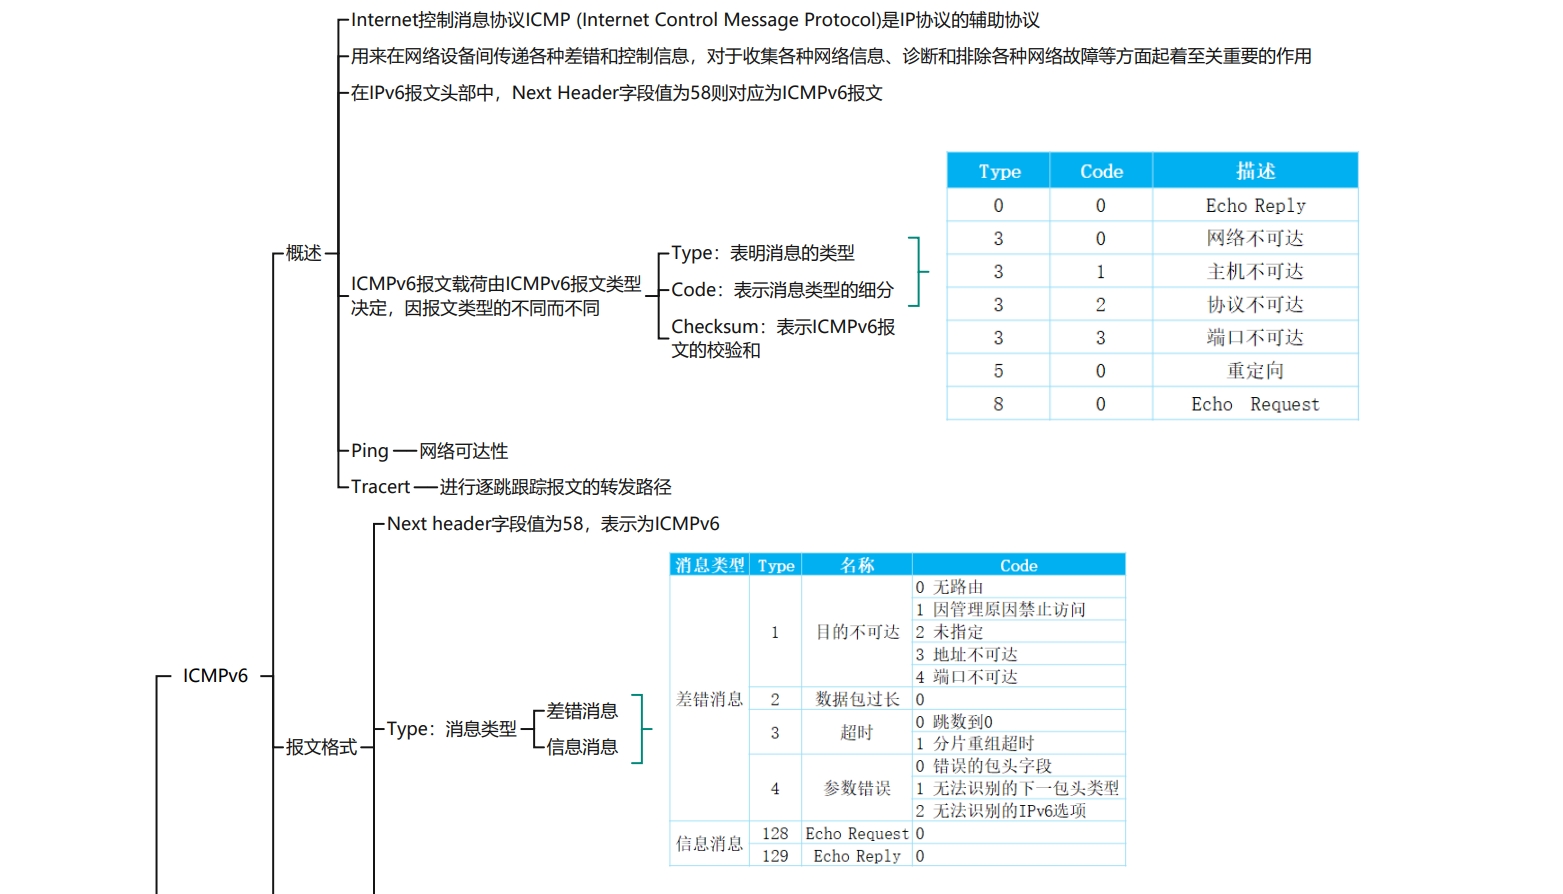 Internet控制消息协议ICMP (Internet Control Message Protocol)是IP协议的辅助协议
用来在网络设备间传递各种差错和控制信息，对于收集各种网络信息、诊断和排除各种网络故障等方面起着至关重要的作用
在IPv6报文头部中，Next Header字段值为58则对应为ICMPv6报文
概述
ICMPv6报文载荷由ICMPv6报文类型
决定，因报文类型的不同而不同
Type：表明消息的类型
Code：表示消息类型的细分
Checksum：表示ICMPv6报
文的校验和
Type Code 描述
0 0 Echo Reply
3 0 网络不可达
3 1 主机不可达
3 2 协议不可达
3 3 端口不可达
5 0 重定向
8 0 Echo Request
Ping 网络可达性
Tracert 进行逐跳跟踪报文的转发路径
ICMPv6
报文格式
Next header字段值为58，表示为ICMPv6
Type：消息类型
差错消息
信息消息
消息类型 Type 名称 Code
差错消息
1 目的不可达
0 无路由
1 因管理原因禁止访问
2 未指定
3 地址不可达
4 端口不可达
2 数据包过长 0
3 超时
0 跳数到0
1 分片重组超时
4 参数错误
0 错误的包头字段
1 无法识别的下一包头类型
2 无法识别的IPv6选项
信息消息
128 Echo Request 0
129 Echo Reply 0